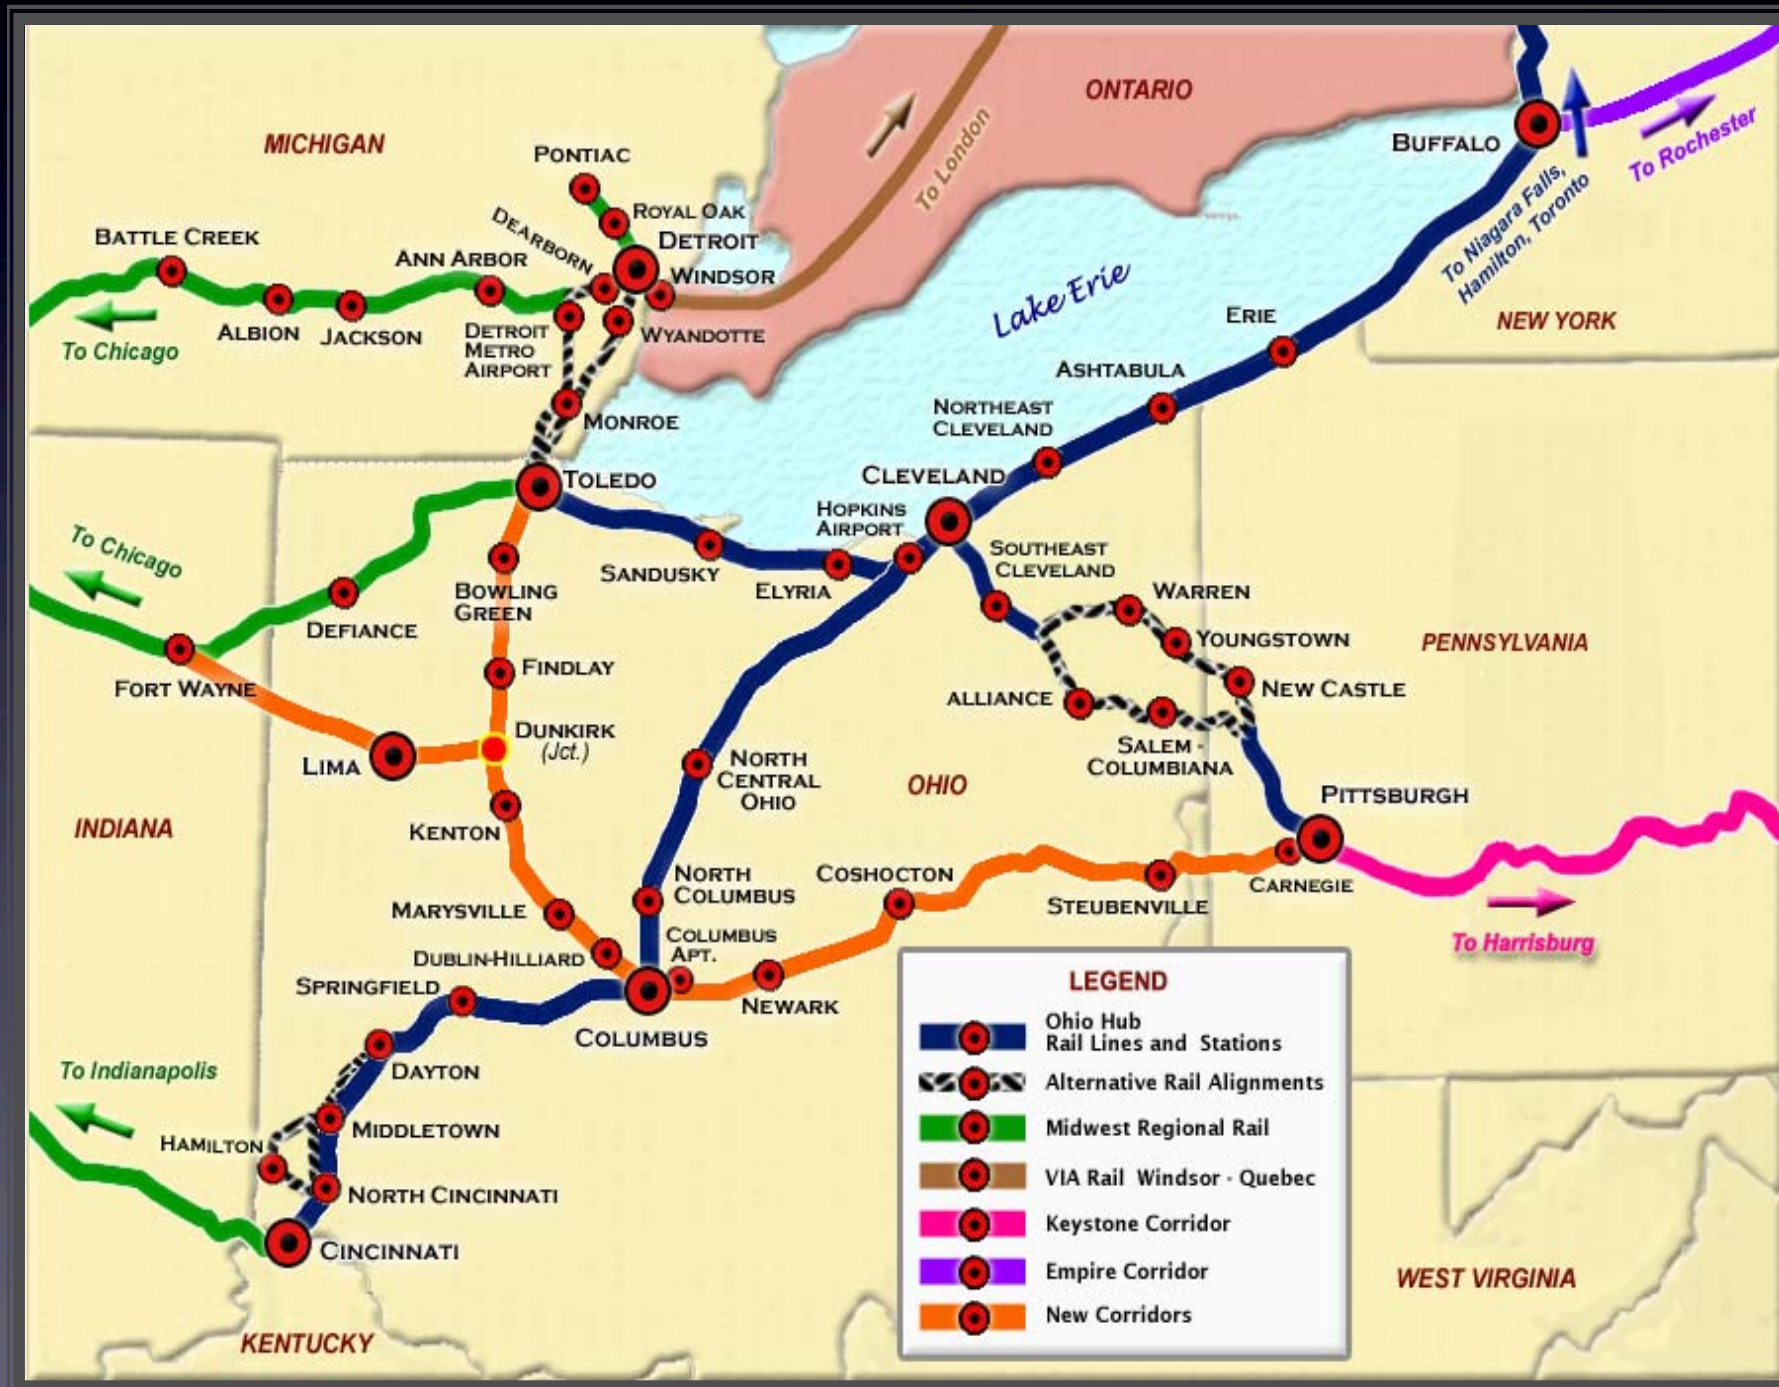 ONTARIO
MICHIGAN
PONTIAC
ROYAL OAK
DEARBORN
DETROIT
WINDSOR
BATTLE CREEK
ANN ARBOR
ALBION
JACKSON
DETROIT
METRO
AIRPORT
WYANDOTTE
MONROE
To Chicago
To London
BUFFALO
To Rochester
To Niagara Falls,
Hamilton, Toronto
Lake Erie
ERIE
NEW YORK
ASHTABULA
NORTHEAST
CLEVELAND
CLEVELAND
HOPKINS
AIRPORT
TOLEDO
To Chicago
SANDUSKY
ELYRIA
SOUTHEAST
CLEVELAND
BOWLING
GREEN
DEFIANCE
WARREN
YOUNGSTOWN
PENNSYLVANIA
FORT WAYNE
FINDLAY
NEW CASTLE
ALLIANCE
DUNKIRK
(Jct.)
LIMA
SALEM -
COLUMBIANA
NORTH
CENTRAL
OHIO
OHIO
PITTSBURGH
INDIANA
KENTON
NORTH
COLUMBUS
COSHOCTON
CARNEGIE
STEUBENVILLE
MARYSVILLE
To Harrisburg
COLUMBUS
APT.
DUBLIN-HILLIARD
SPRINGFIELD
NEWARK
COLUMBUS
To Indianapolis
DAYTON
HAMILTON
MIDDLETOWN
NORTH CINCINNATI
CINCINNATI
KENTUCKY
WEST VIRGINIA
LEGEND
Ohio Hub
Rail Lines and Stations
Alternative Rail Alignments
Midwest Regional Rail
VIA Rail Windsor - Quebec
Keystone Corridor
Empire Corridor
New Corridors